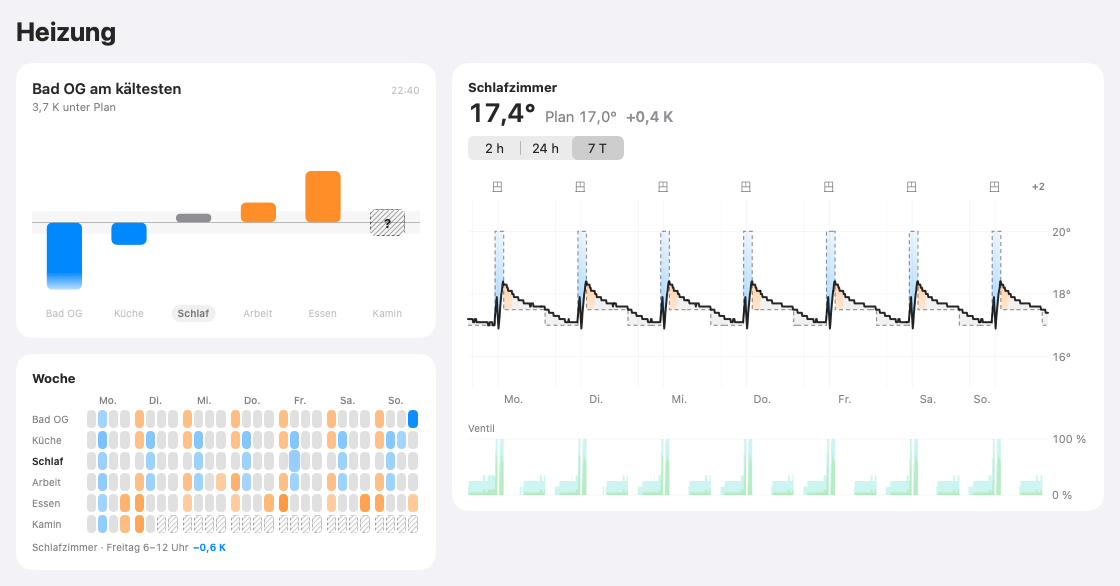 Heizung
Bad OG am kältesten
22:40
3,7 K unter Plan
?
Bad OG Küche Schlaf Arbeit Essen Kamin
Woche
Mo. Di. Mi. Do. Fr. Sa. So.
Bad OG
Küche
Schlaf
Arbeit
Essen
Kamin
Schlafzimmer · Freitag 6–12 Uhr −0,6 K
Schlafzimmer
17,4° Plan 17,0° +0,4 K
2 h 24 h 7 T
+2
20°
18°
16°
Mo. Di. Mi. Do. Fr. Sa. So.
Ventil
100 %
0 %